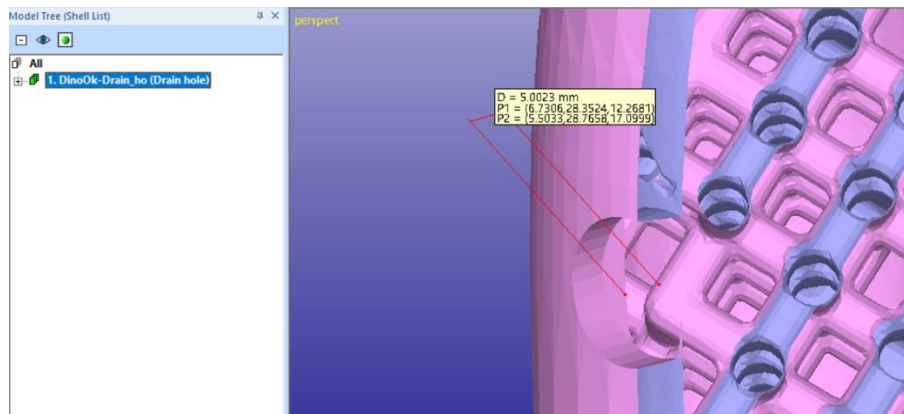 Model Tree (Shell List)
All
1. DinoOk-Drain_ho (Drain hole)
perspect
D = 5.0023 mm
P1 = (6.7306,28.3524,12.2681)
P2 = (5.5033,28.7658,17.0999)